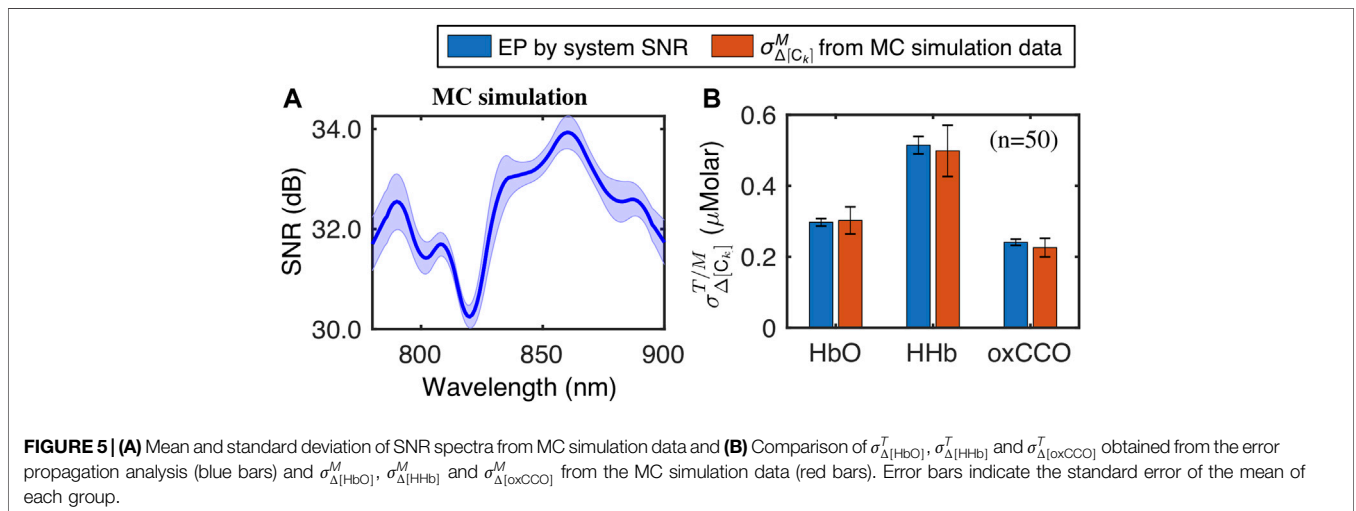 EP by system SNR σ^M_Δ[C_k] from MC simulation data
A MC simulation
34.0
32.0
30.0
SNR (dB)
800 850 900
Wavelength (nm)
B
(n=50)
0.6
0.4
0.2
0
σ^{T/M}_Δ[C_k] (μMolar)
HbO HHb oxCCO
FIGURE 5 | (A) Mean and standard deviation of SNR spectra from MC simulation data and (B) Comparison of σ^T_Δ[HbO], σ^T_Δ[HHb] and σ^T_Δ[oxCCO] obtained from the error
propagation analysis (blue bars) and σ^M_Δ[HbO], σ^M_Δ[HHb] and σ^M_Δ[oxCCO] from the MC simulation data (red bars). Error bars indicate the standard error of the mean of
each group.